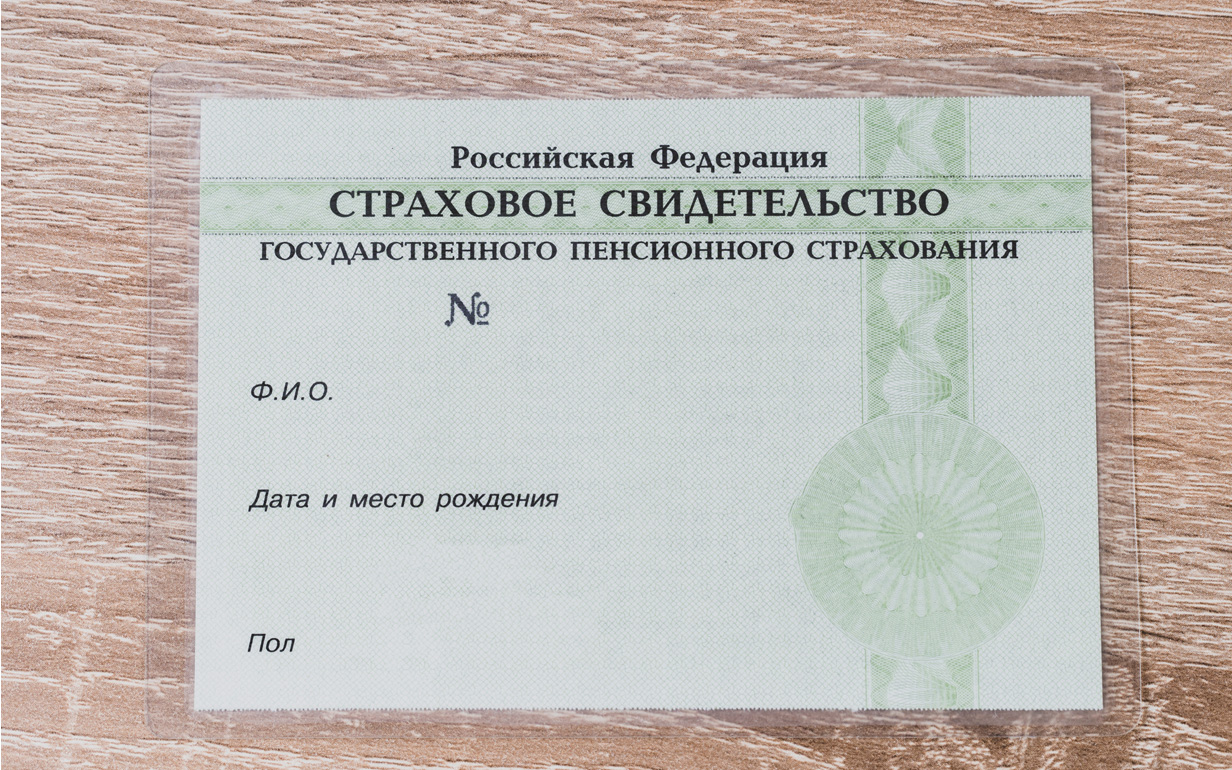 Российская Федерация
СТРАХОВОЕ СВИДЕТЕЛЬСТВО
ГОСУДАРСТВЕННОГО ПЕНСИОННОГО СТРАХОВАНИЯ
№
Ф.И.О.
Дата и место рождения
Пол